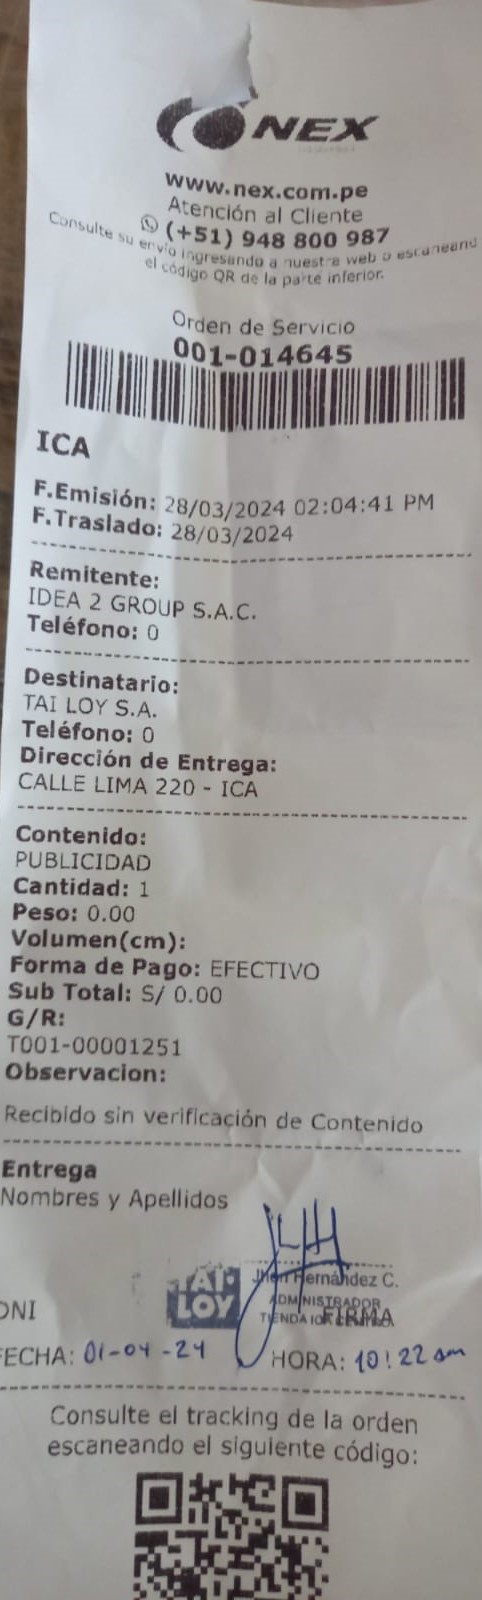 NEX
www.nex.com.pe
Atención al Cliente
(+51) 948 800 987
Consulte su envío ingresando a nuestra web o escaneand
el código QR de la parte inferior.
Orden de Servicio
001-014645
ICA
F.Emisión: 28/03/2024 02:04:41 PM
F.Traslado: 28/03/2024
Remitente:
IDEA 2 GROUP S.A.C.
Teléfono: 0
Destinatario:
TAI LOY S.A.
Teléfono: 0
Dirección de Entrega:
CALLE LIMA 220 - ICA
Contenido:
PUBLICIDAD
Cantidad: 1
Peso: 0.00
Volumen(cm):
Forma de Pago: EFECTIVO
Sub Total: S/ 0.00
G/R:
T001-00001251
Observacion:
Recibido sin verificación de Contenido
Entrega
Nombres y Apellidos
TAI LOY
Hernández C.
ADMINISTRADOR
TIENDA
DNI FIRMA
FECHA: 01-04-24 HORA: 10:22 am
Consulte el tracking de la orden
escaneando el siguiente código: